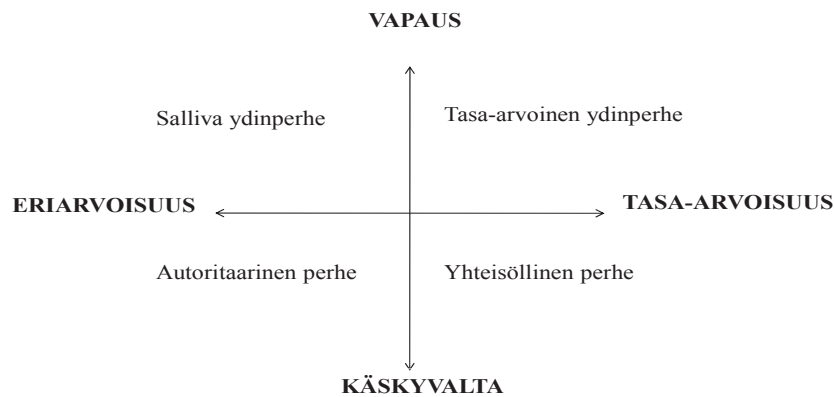 VAPAUS
Salliva ydinperhe
Tasa-arvoinen ydinperhe
ERIARVOISUUS
TASA-ARVOISUUS
Autoritaarinen perhe
Yhteisöllinen perhe
KÄSKYVALTA